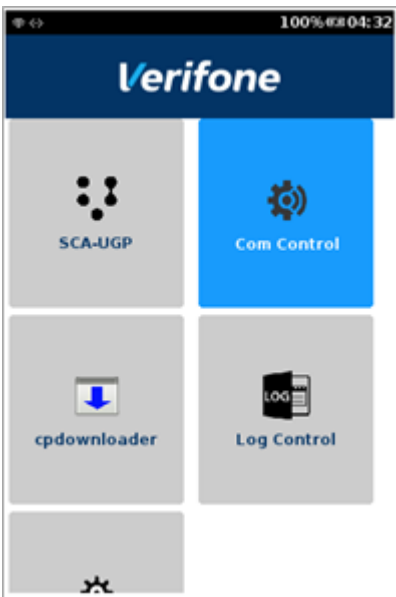 100% 04:32
Verifone
SCA-UGP
Com Control
cpdownloader
LOG
Log Control